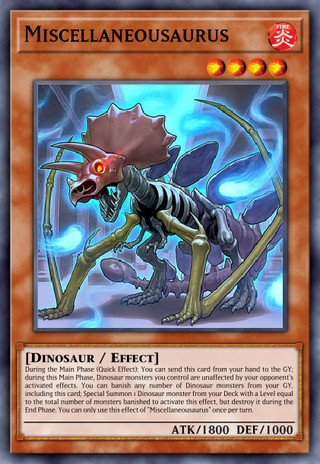 Miscellaneousaurus
FIRE
炎
[Dinosaur / Effect]
During the Main Phase (Quick Effect): You can send this card from your hand to the GY;
during this Main Phase, Dinosaur monsters you control are unaffected by your opponent's
activated effects. You can banish any number of Dinosaur monsters from your GY,
including this card; Special Summon 1 Dinosaur monster from your Deck with a Level equal
to the total number of monsters banished to activate this effect, but destroy it during the
End Phase. You can only use this effect of "Miscellaneousaurus" once per turn.
ATK/1800 DEF/1000